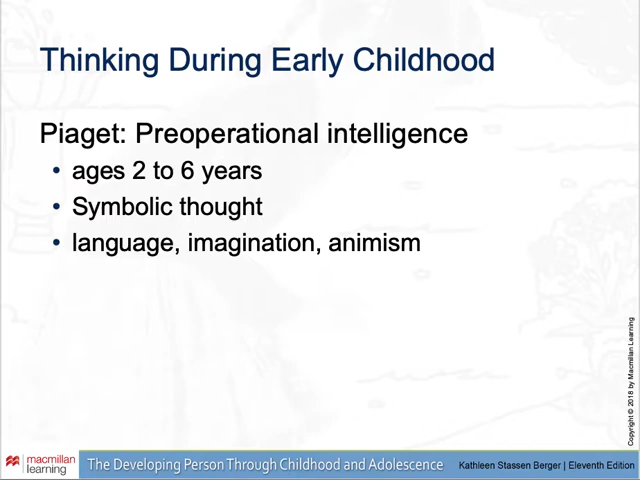 Thinking During Early Childhood
Piaget: Preoperational intelligence
• ages 2 to 6 years
• Symbolic thought
• language, imagination, animism
Copyright © 2018 by Macmillan Learning
macmillan
learning
The Developing Person Through Childhood and Adolescence
Kathleen Stassen Berger | Eleventh Edition